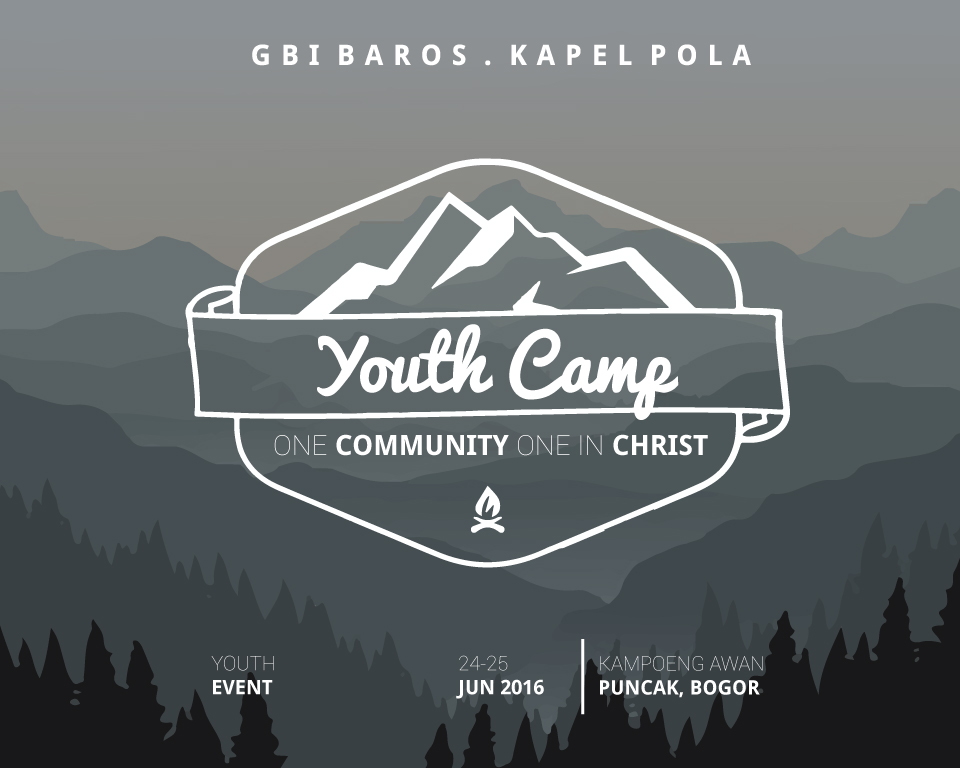 GBI BAROS . KAPEL POLA
Youth Camp
ONE COMMUNITY ONE IN CHRIST
YOUTH
EVENT
24-25
JUN 2016
KAMPOENG AWAN
PUNCAK, BOGOR